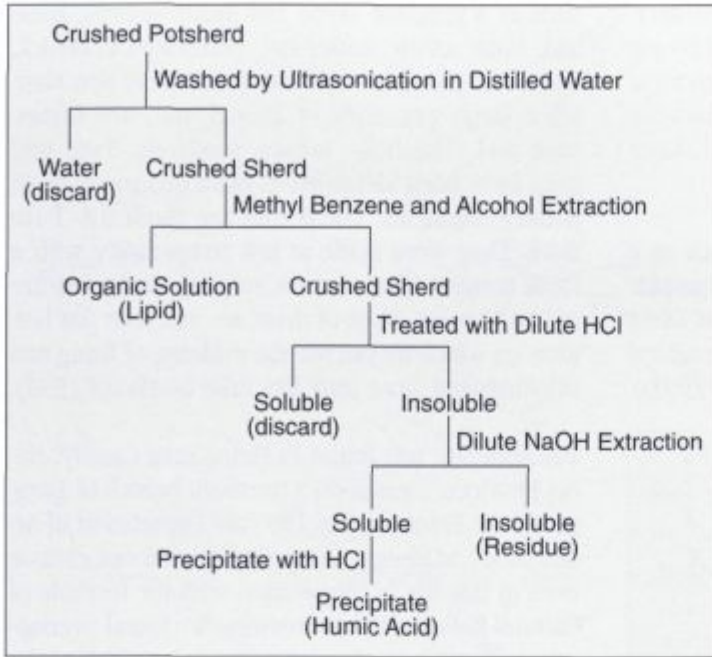 Crushed Potsherd
Washed by Ultrasonication in Distilled Water
Water
(discard)
Crushed Sherd
Methyl Benzene and Alcohol Extraction
Organic Solution
(Lipid)
Crushed Sherd
Treated with Dilute HCl
Soluble
(discard)
Insoluble
Dilute NaOH Extraction
Soluble
Insoluble
(Residue)
Precipitate with HCl
Precipitate
(Humic Acid)